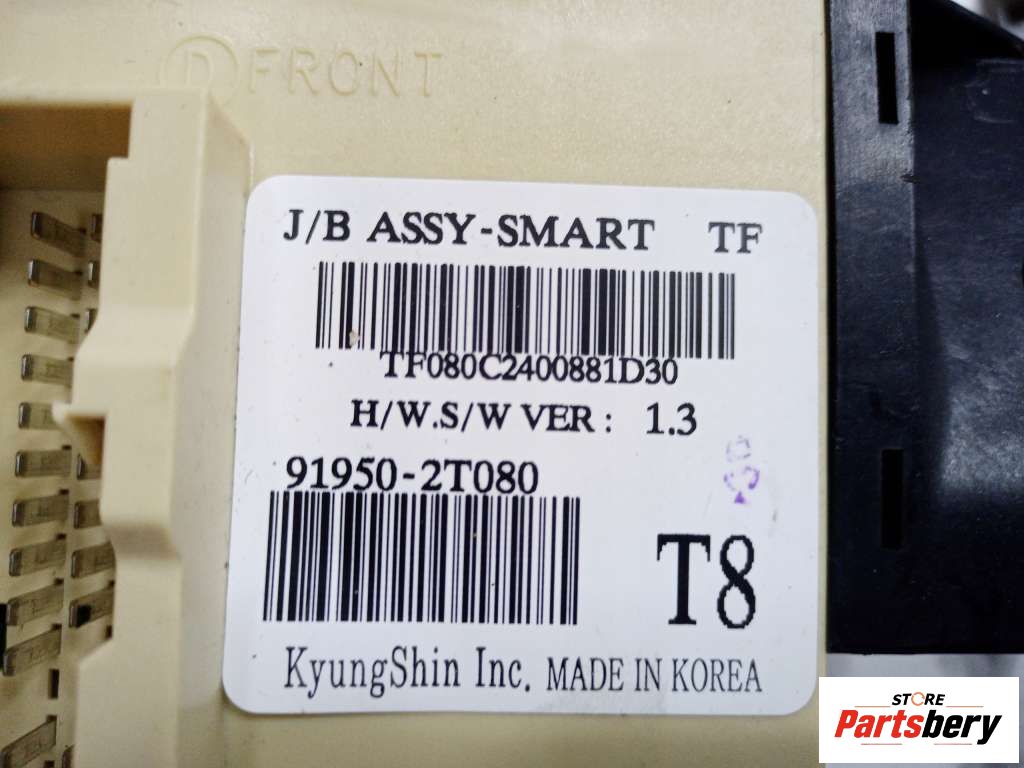 D FRONT
J/B ASSY-SMART TF
TF080C2400881D30
H/W.S/W VER : 1.3
91950-2T080
T8
KyungShin Inc. MADE IN KOREA
STORE
Partsbery